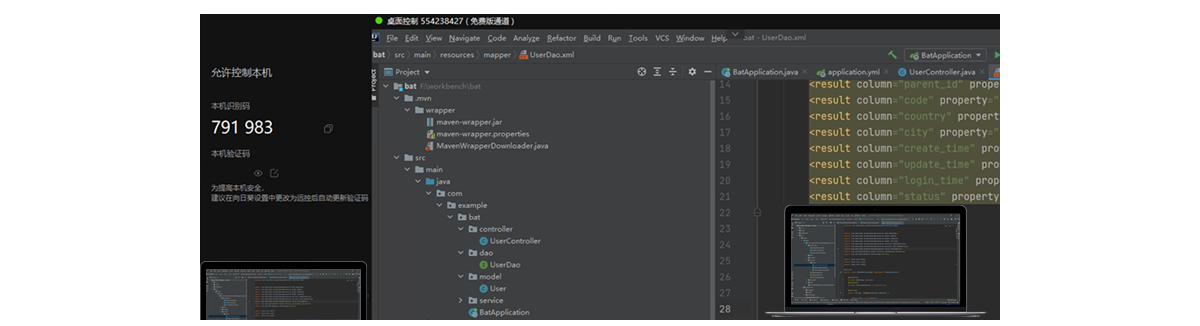 允许控制本机
本机识别码
791 983
本机验证码
为提高本机安全，
建议在向日葵设置中更改为远控后自动更新验证码
桌面控制 554238427 ( 免费版通道 )
File Edit View Navigate Code Analyze Refactor Build Run Tools VCS Window Help bat - UserDao.xml
bat src main resources mapper UserDao.xml
BatApplication
Project
Project
bat F:\workbench\bat
.mvn
wrapper
maven-wrapper.jar
maven-wrapper.properties
MavenWrapperDownloader.java
src
main
java
com
example
bat
controller
UserController
dao
UserDao
model
User
service
BatApplication
BatApplication.java application.yml UserController.java
14 <result column="parent_id" proper
15 <result column="code" property="
16 <result column="country" propert
17 <result column="city" property="
18 <result column="create_time" pro
19 <result column="update_time" pro
20 <result column="login_time" prop
21 <result column="status" property
22
23
24
25
26
27
28